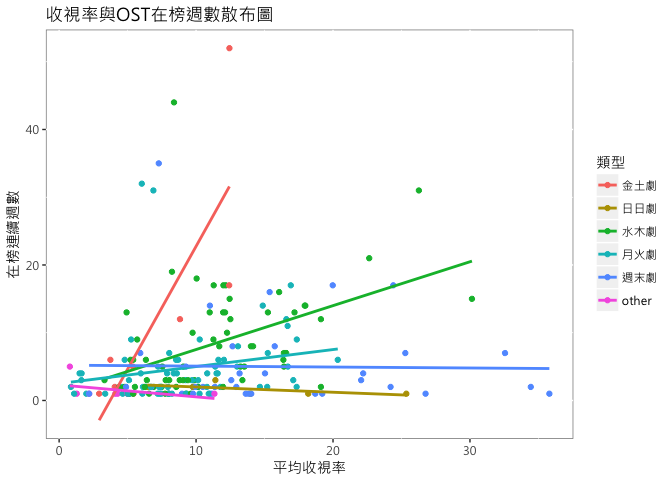 收視率與OST在榜週數散布圖
在榜連續週數
40
20
0
0
10
20
30
平均收視率
類型
金土劇
日日劇
水木劇
月火劇
週末劇
other